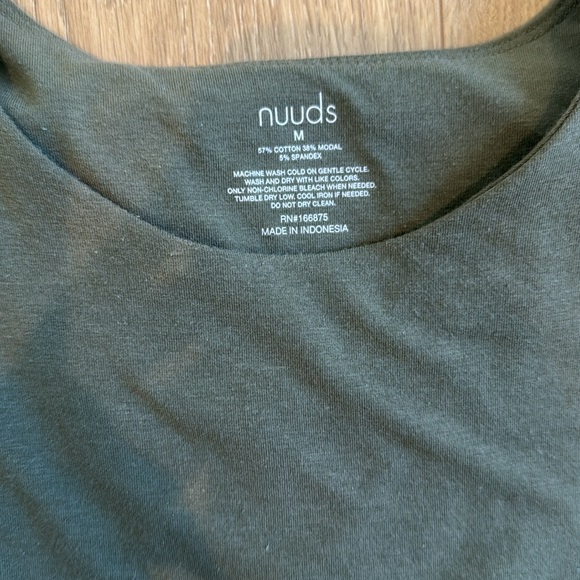 nuuds
M
57% COTTON 38% MODAL
5% SPANDEX
MACHINE WASH COLD ON GENTLE CYCLE.
WASH AND DRY WITH LIKE COLORS.
ONLY NON-CHLORINE BLEACH WHEN NEEDED.
TUMBLE DRY LOW. COOL IRON IF NEEDED.
DO NOT DRY CLEAN.
RN#166875
MADE IN INDONESIA